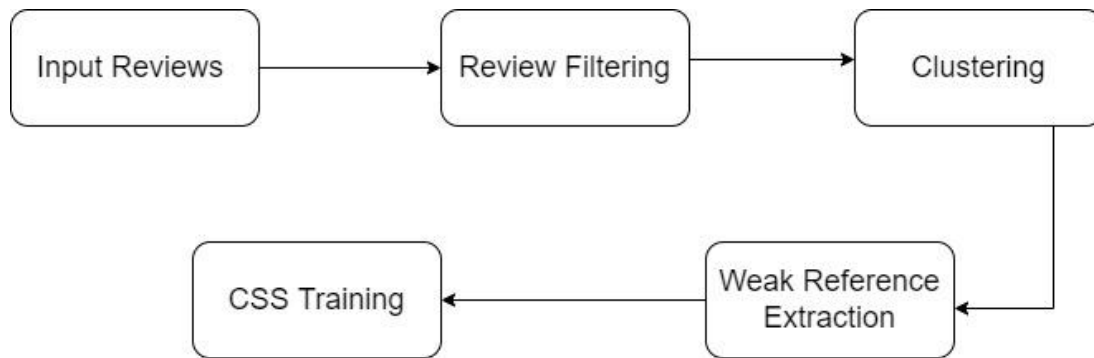 Input Reviews
Review Filtering
Clustering
Weak Reference
Extraction
CSS Training